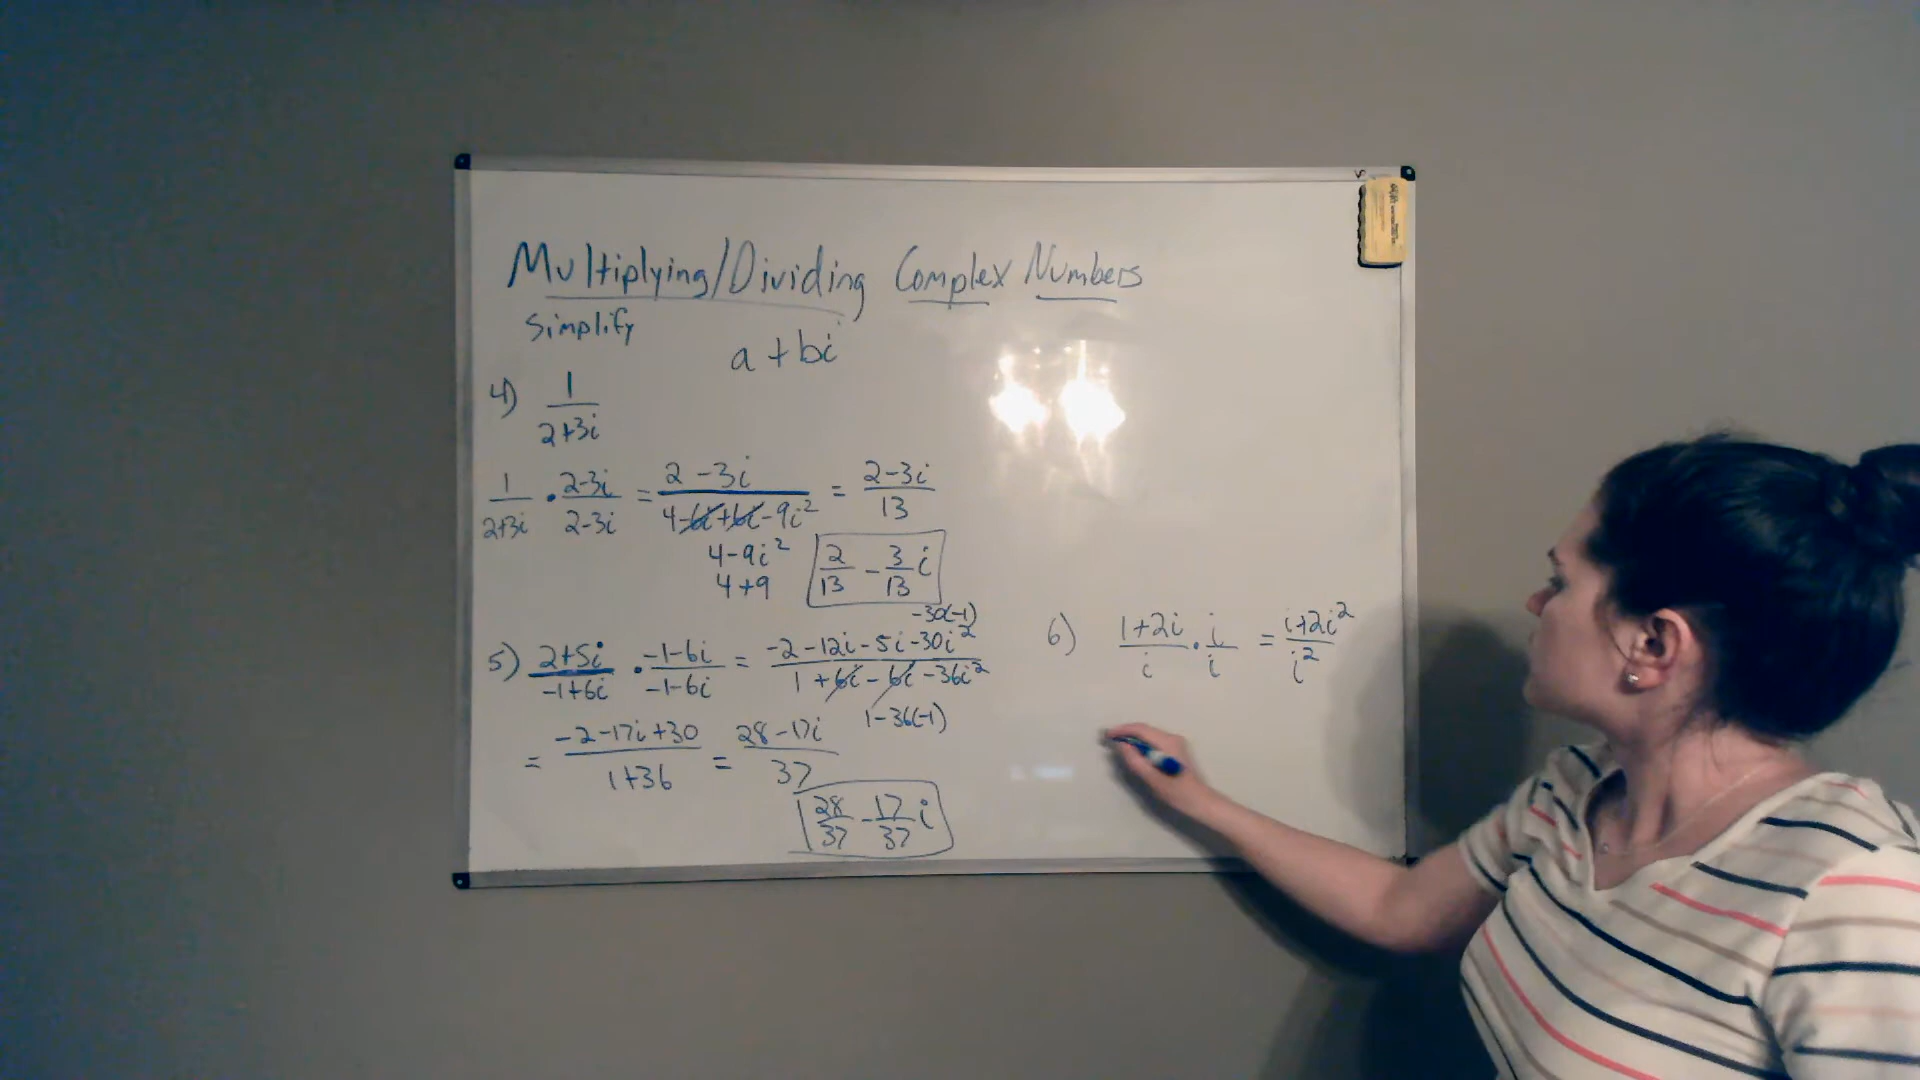 Multiplying/Dividing Complex Numbers
Simplify
a + bi
4) 1/(2+3i)
1/(2+3i) · (2-3i)/(2-3i) = (2 -3i)/(4-6i+6i-9i²) = (2-3i)/13
4-9i²
4+9
2/13 - 3/13 i
-30(-1)
5) (2+5i)/(-1+6i) · (-1-6i)/(-1-6i) = (-2-12i-5i-30i²)/(1+6i-6i-36i²)
1-36(-1)
= (-2-17i+30)/(1+36) = (28-17i)/37
28/37 - 17/37 i
6) (1+2i)/i · i/i = (i+2i²)/i²